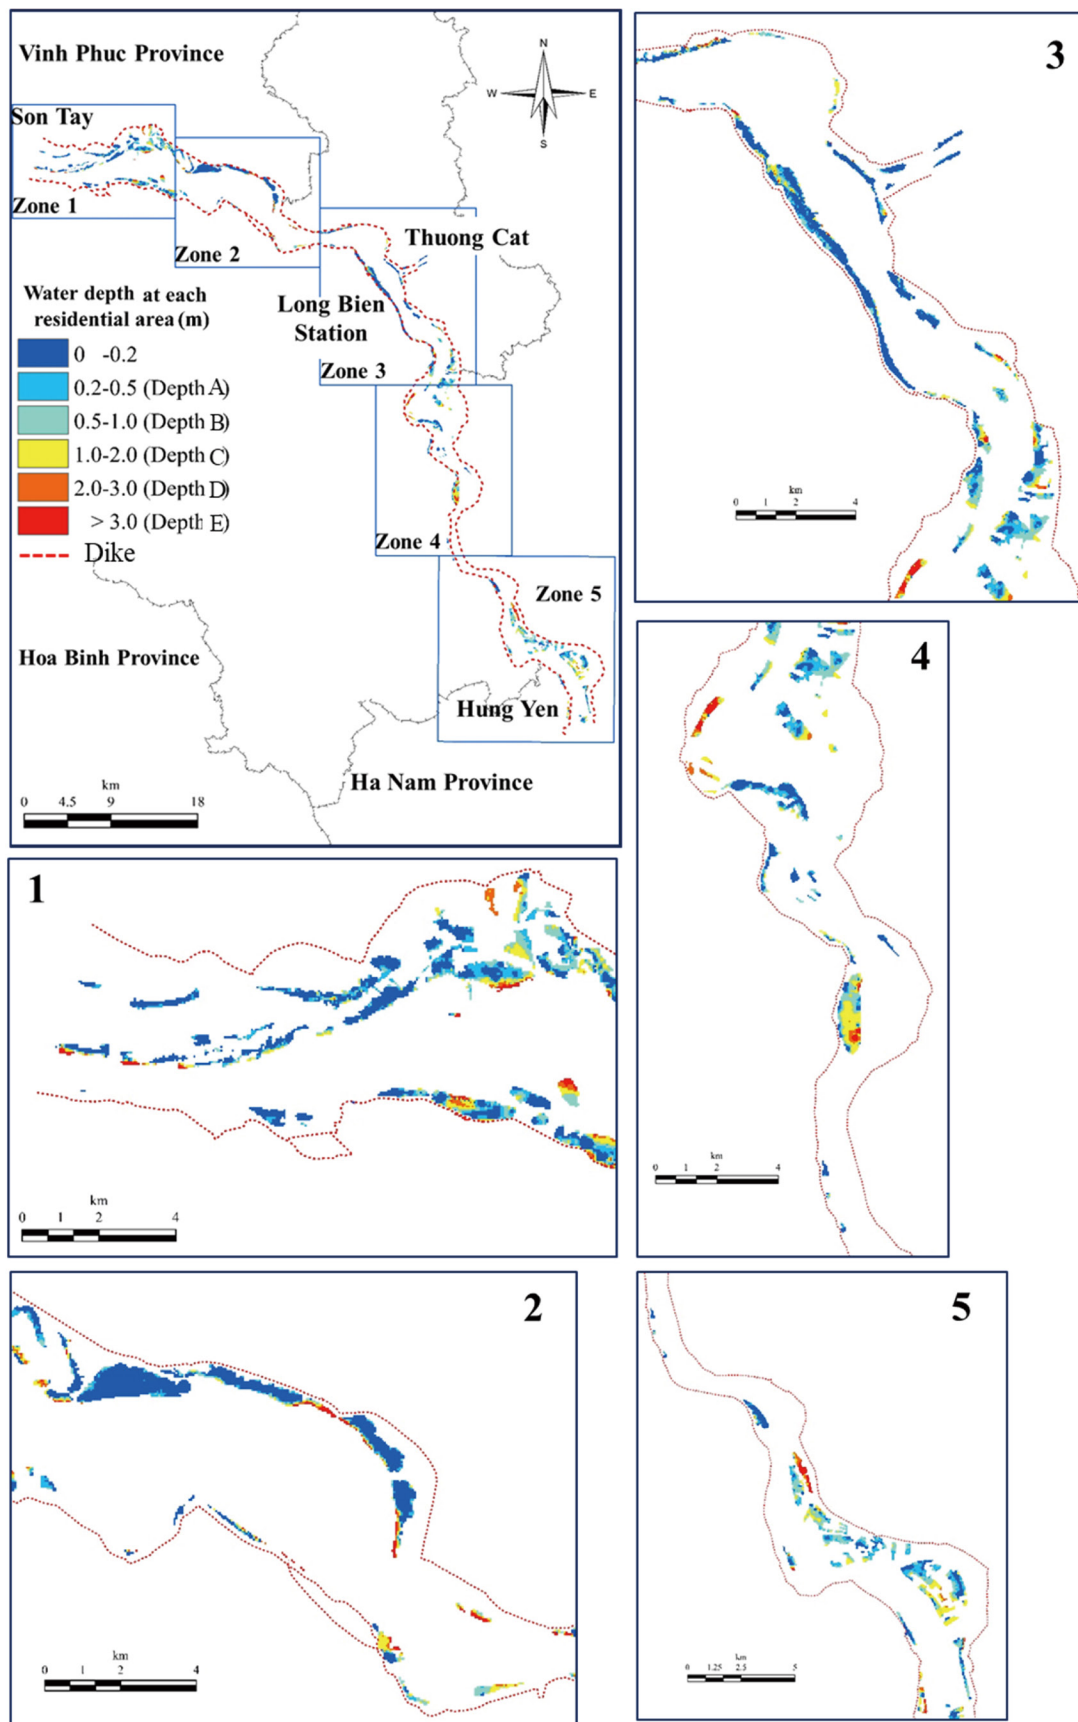 Vinh Phuc Province
N
W E
S
Son Tay
Zone 1
Zone 2
Thuong Cat
Water depth at each
residential area (m)
Long Bien
Station
0 -0.2
0.2-0.5 (Depth A)
0.5-1.0 (Depth B)
1.0-2.0 (Depth C)
2.0-3.0 (Depth D)
> 3.0 (Depth E)
Dike
Zone 3
Zone 4
Zone 5
Hoa Binh Province
Hung Yen
Ha Nam Province
km
0 4.5 9 18
3
km
0 1 2 4
1
km
0 1 2 4
4
km
0 1 2 4
2
km
0 1 2 4
5
km
0 1.25 2.5 5